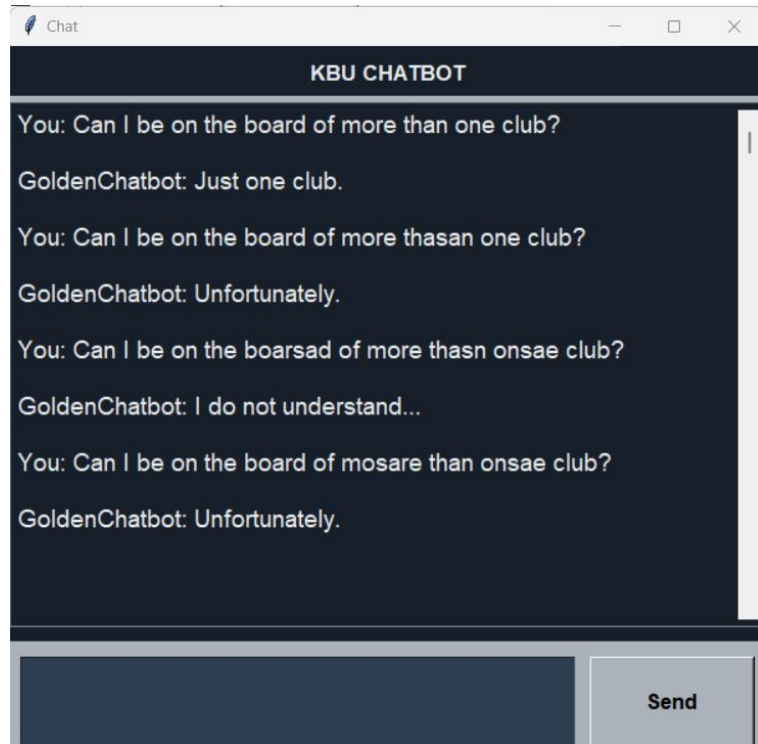 Chat
KBU CHATBOT
You: Can I be on the board of more than one club?
GoldenChatbot: Just one club.
You: Can I be on the board of more thasan one club?
GoldenChatbot: Unfortunately.
You: Can I be on the boarsad of more thasn onsae club?
GoldenChatbot: I do not understand...
You: Can I be on the board of mosare than onsae club?
GoldenChatbot: Unfortunately.
Send